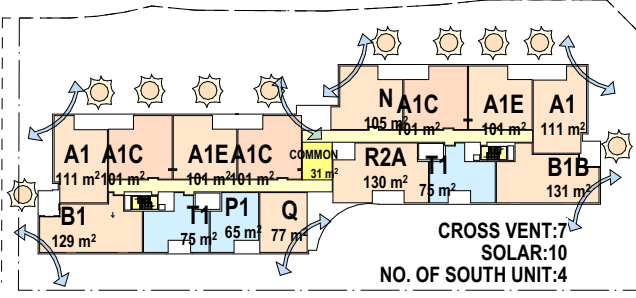 N
105 m²
A1C
101 m²
A1E
101 m²
A1
111 m²
A1
111 m²
A1C
101 m²
A1E
101 m²
A1C
101 m²
COMMON
31 m²
R2A
130 m²
T1
75 m²
B1B
131 m²
B1
129 m²
T1
75 m²
P1
65 m²
Q
77 m²
CROSS VENT:7
SOLAR:10
NO. OF SOUTH UNIT:4